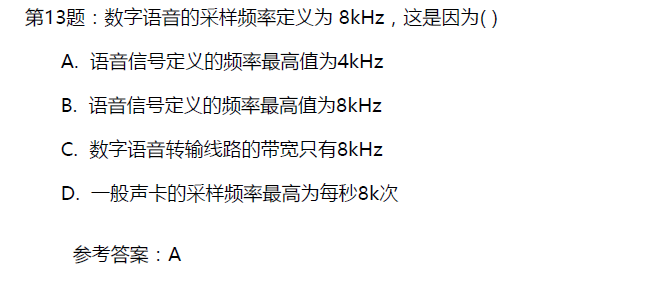 第13题：数字语音的采样频率定义为 8kHz，这是因为( )
A. 语音信号定义的频率最高值为4kHz
B. 语音信号定义的频率最高值为8kHz
C. 数字语音转输线路的带宽只有8kHz
D. 一般声卡的采样频率最高为每秒8k次
参考答案：A